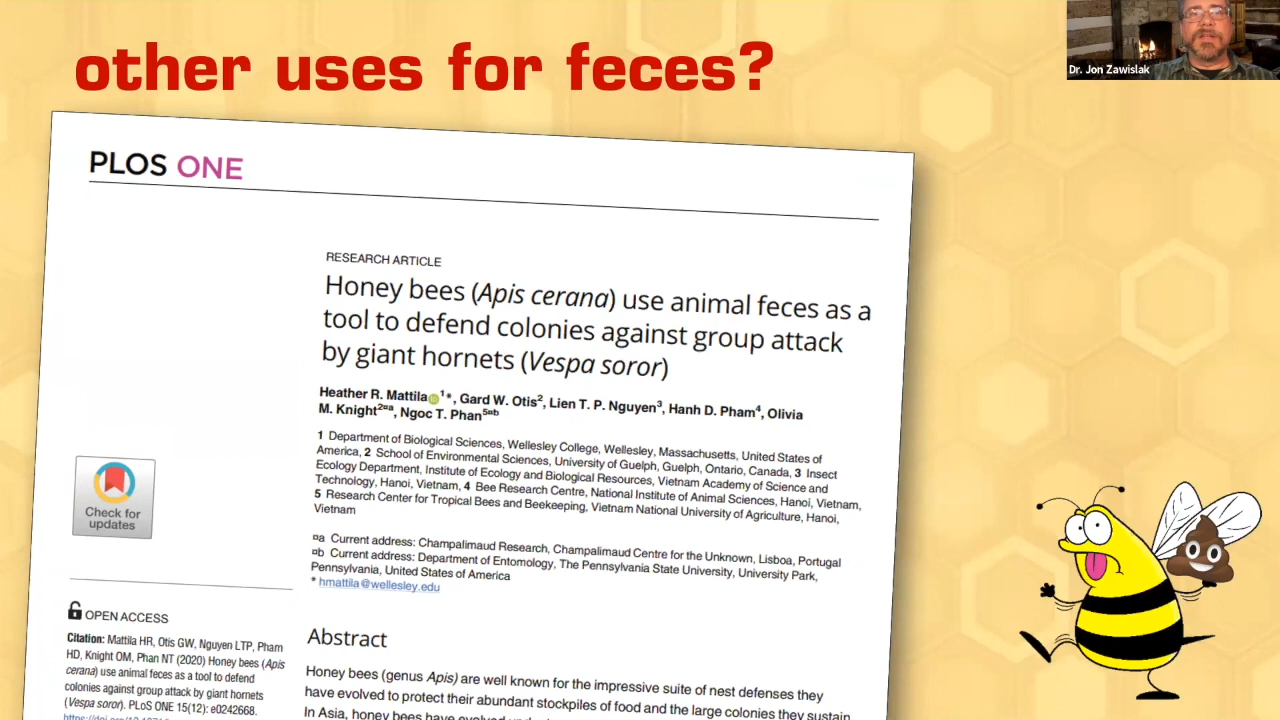 other uses for feces?
Dr. Jon Zawislak
PLOS ONE
RESEARCH ARTICLE
Honey bees (Apis cerana) use animal feces as a
tool to defend colonies against group attack
by giant hornets (Vespa soror)
Heather R. Mattila 1*, Gard W. Otis2, Lien T. P. Nguyen3, Hanh D. Pham4, Olivia
M. Knight2¤a, Ngoc T. Phan5¤b
1 Department of Biological Sciences, Wellesley College, Wellesley, Massachusetts, United States of
America, 2 School of Environmental Sciences, University of Guelph, Guelph, Ontario, Canada, 3 Insect
Ecology Department, Institute of Ecology and Biological Resources, Vietnam Academy of Science and
Technology, Hanoi, Vietnam, 4 Bee Research Centre, National Institute of Animal Sciences, Hanoi, Vietnam,
5 Research Center for Tropical Bees and Beekeeping, Vietnam National University of Agriculture, Hanoi,
Vietnam
¤a Current address: Champalimaud Research, Champalimaud Centre for the Unknown, Lisboa, Portugal
¤b Current address: Department of Entomology, The Pennsylvania State University, University Park,
Pennsylvania, United States of America
* hmattila@wellesley.edu
Check for
updates
OPEN ACCESS
Citation: Mattila HR, Otis GW, Nguyen LTP, Pham
HD, Knight OM, Phan NT (2020) Honey bees (Apis
cerana) use animal feces as a tool to defend
colonies against group attack by giant hornets
(Vespa soror). PLoS ONE 15(12): e0242668.
Abstract
Honey bees (genus Apis) are well known for the impressive suite of nest defenses they
have evolved to protect their abundant stockpiles of food and the large colonies they sustain.
In Asia, honey bees have evolved